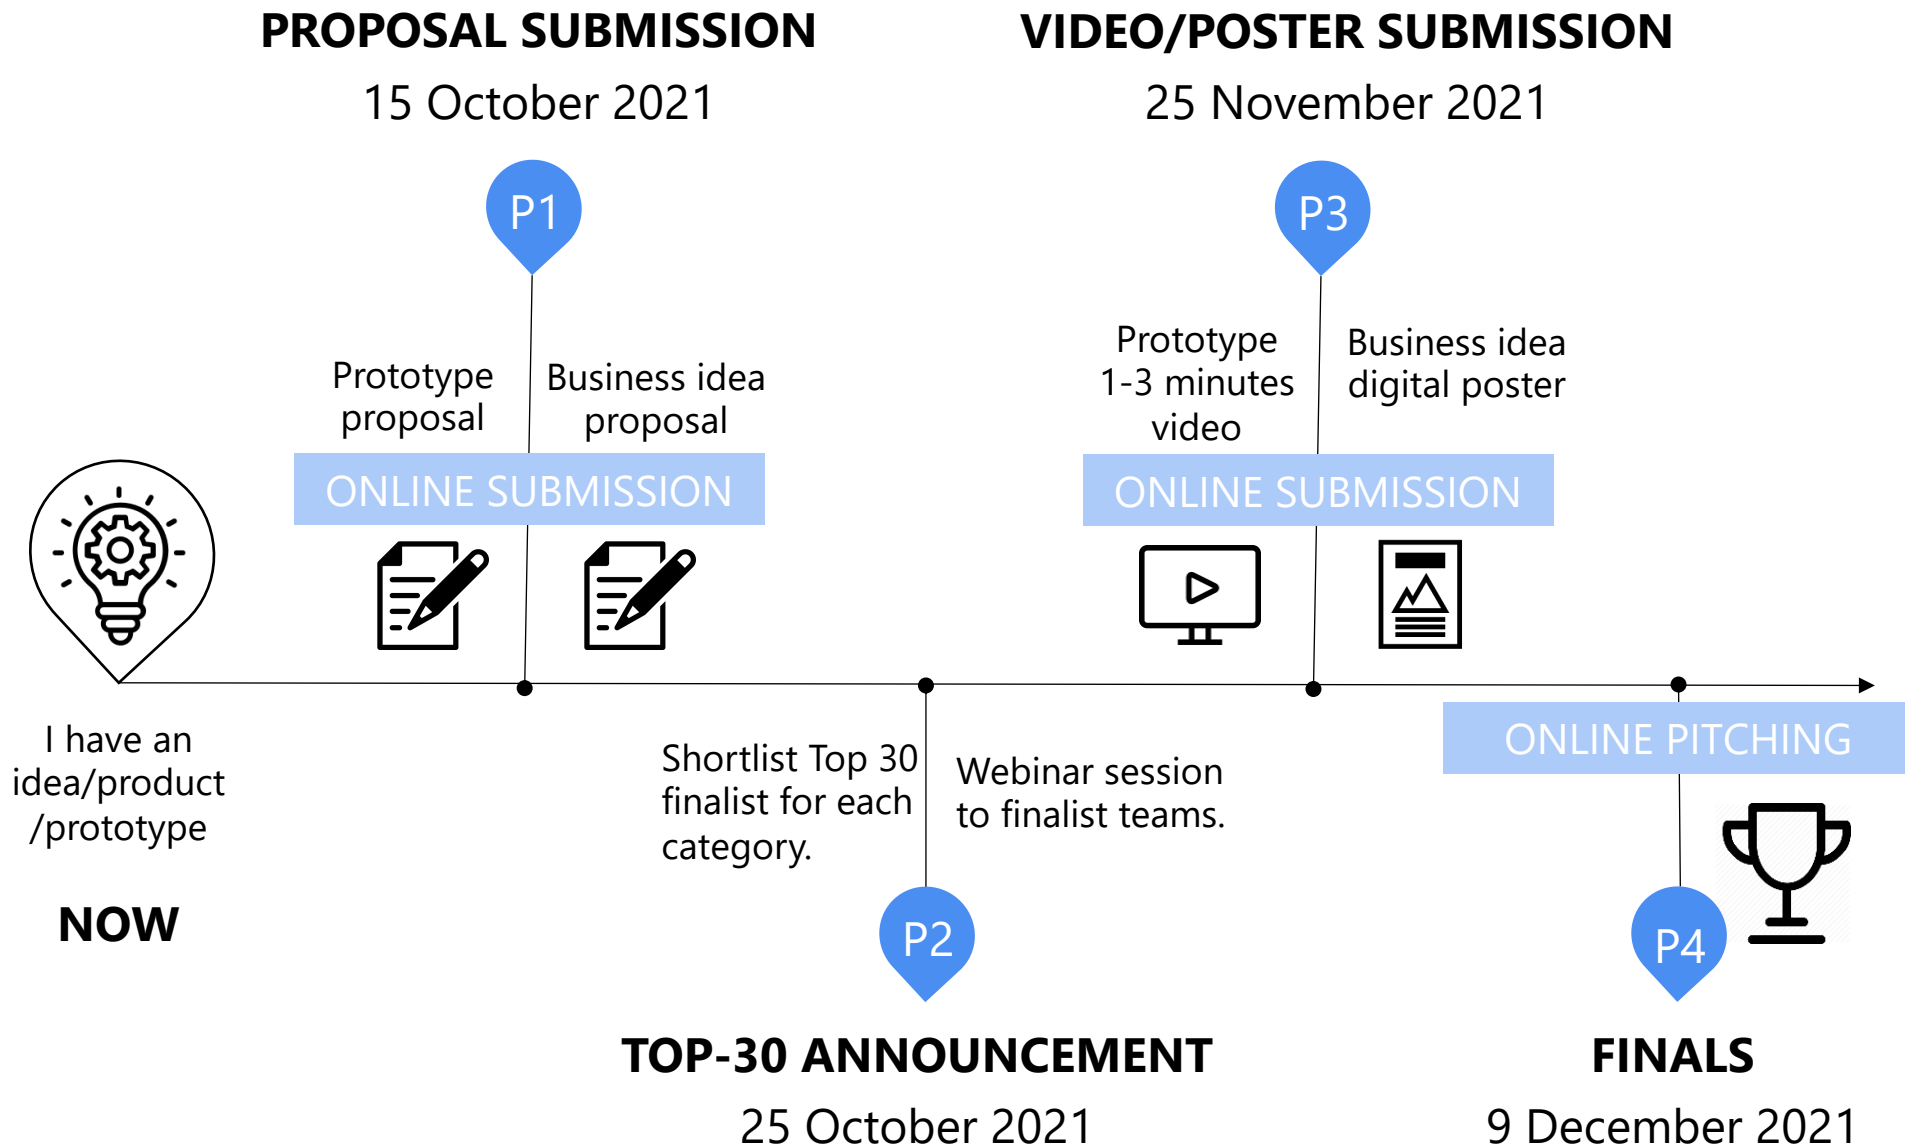 PROPOSAL SUBMISSION
15 October 2021
P1
Prototype
proposal
Business idea
proposal
ONLINE SUBMISSION
VIDEO/POSTER SUBMISSION
25 November 2021
P3
Prototype
1-3 minutes
video
Business idea
digital poster
ONLINE SUBMISSION
I have an
idea/product
/prototype
NOW
Shortlist Top 30
finalist for each
category.
Webinar session
to finalist teams.
P2
TOP-30 ANNOUNCEMENT
25 October 2021
ONLINE PITCHING
P4
FINALS
9 December 2021